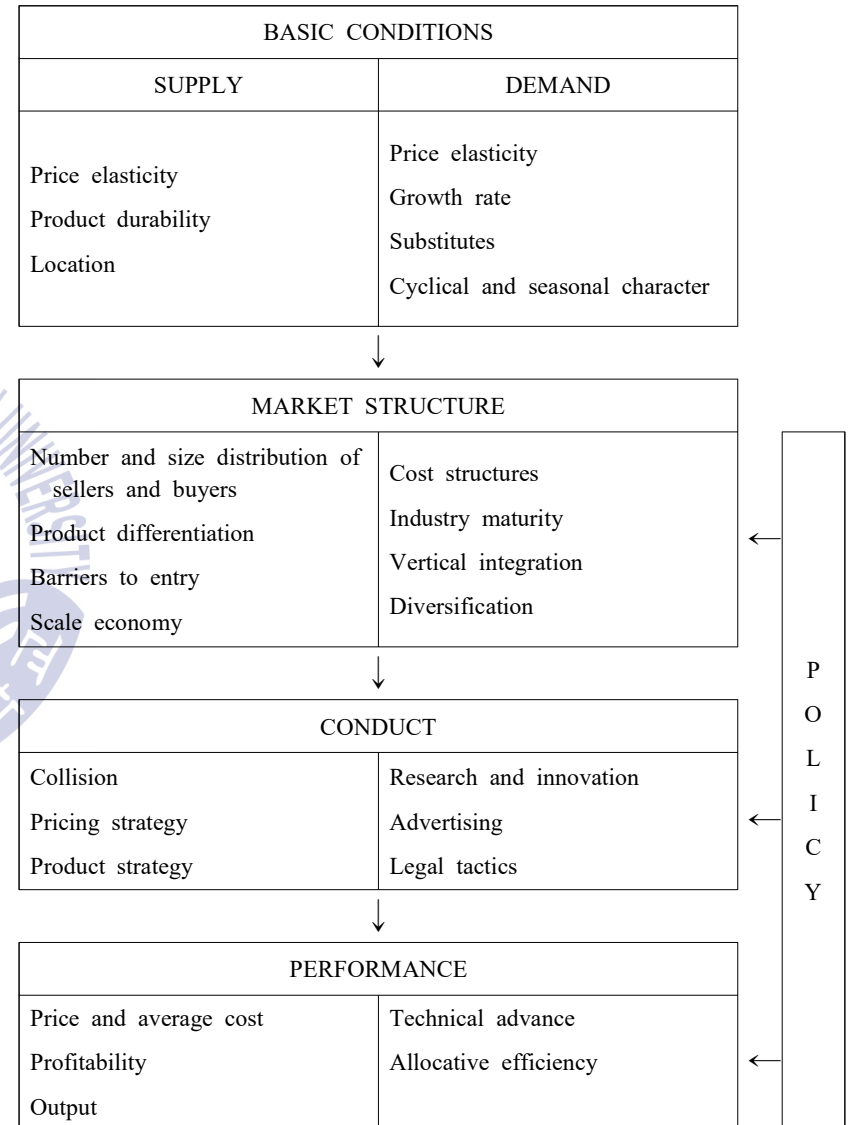 BASIC CONDITIONS
SUPPLY
DEMAND
Price elasticity
Product durability
Location
Price elasticity
Growth rate
Substitutes
Cyclical and seasonal character
↓
MARKET STRUCTURE
Number and size distribution of
sellers and buyers
Product differentiation
Barriers to entry
Scale economy
Cost structures
Industry maturity
Vertical integration
Diversification
←
↓
CONDUCT
Collision
Pricing strategy
Product strategy
Research and innovation
Advertising
Legal tactics
←
↓
PERFORMANCE
Price and average cost
Profitability
Output
Technical advance
Allocative efficiency
←
P
O
L
I
C
Y